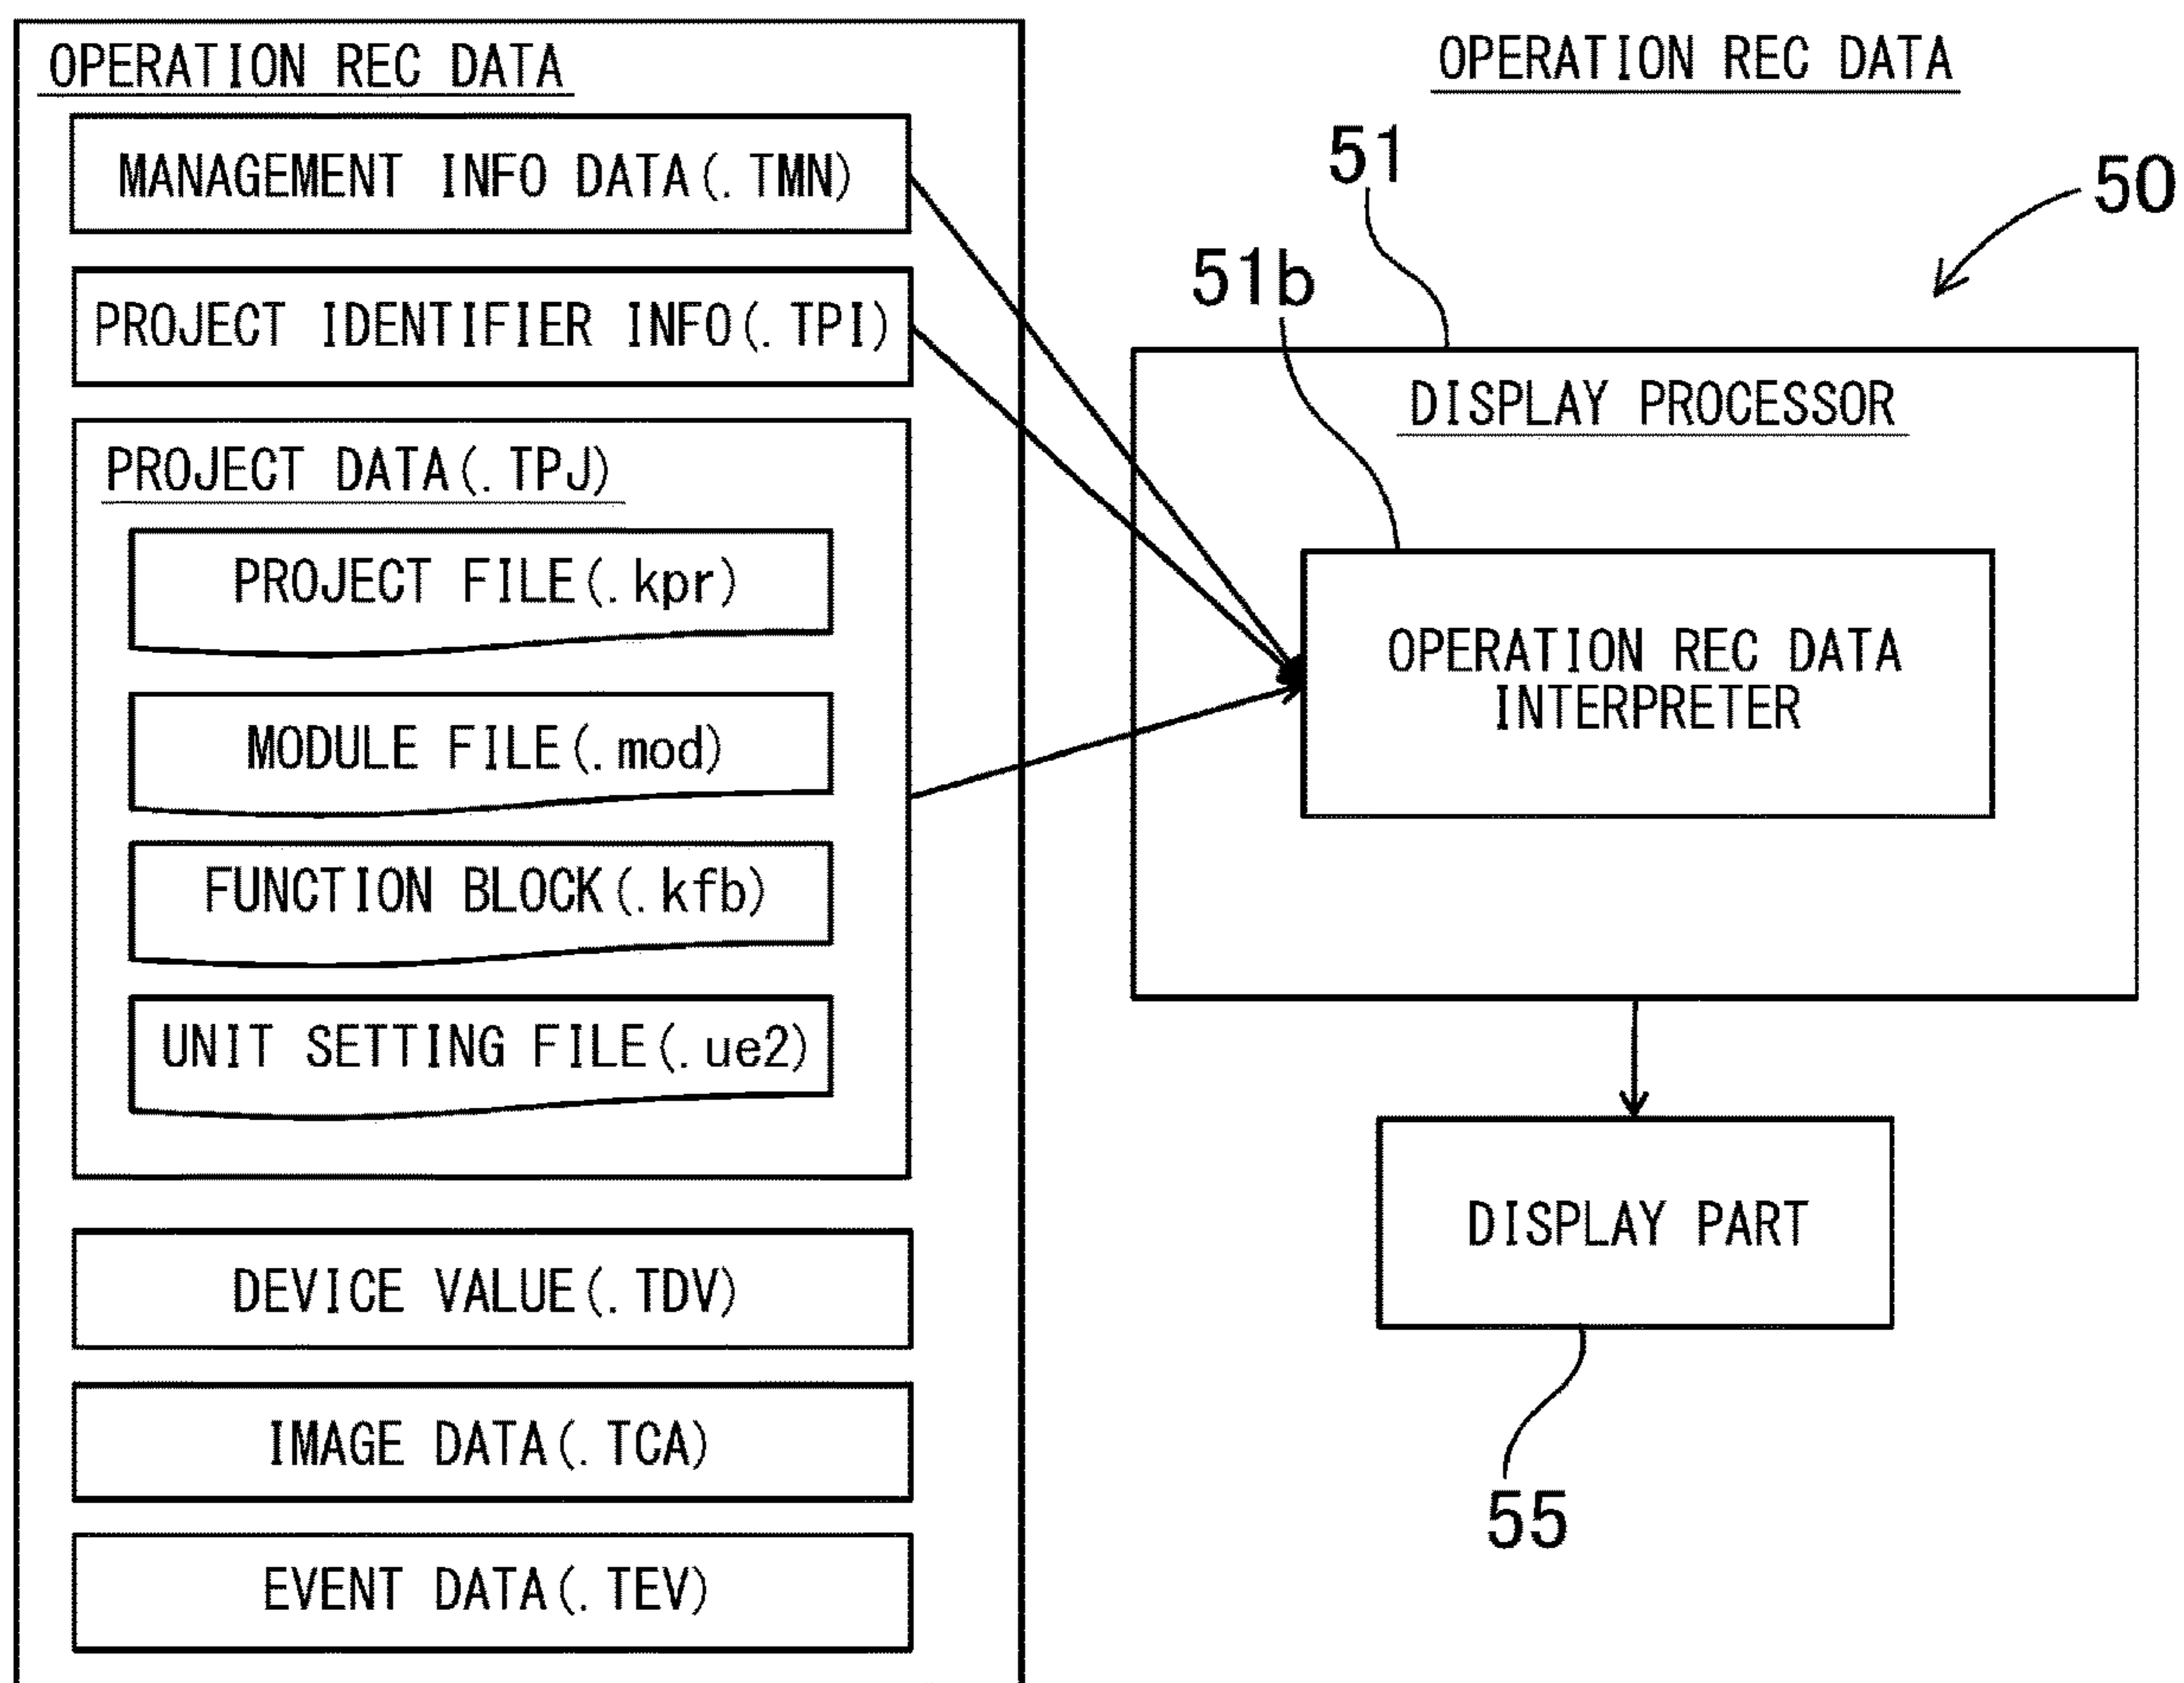 OPERATION REC DATA
MANAGEMENT INFO DATA(.TMN)
PROJECT IDENTIFIER INFO(.TPI)
PROJECT DATA(.TPJ)
PROJECT FILE(.kpr)
MODULE FILE(.mod)
FUNCTION BLOCK(.kfb)
UNIT SETTING FILE(.ue2)
DEVICE VALUE(.TDV)
IMAGE DATA(.TCA)
EVENT DATA(.TEV)
OPERATION REC DATA
51
50
51b
DISPLAY PROCESSOR
OPERATION REC DATA
INTERPRETER
DISPLAY PART
55